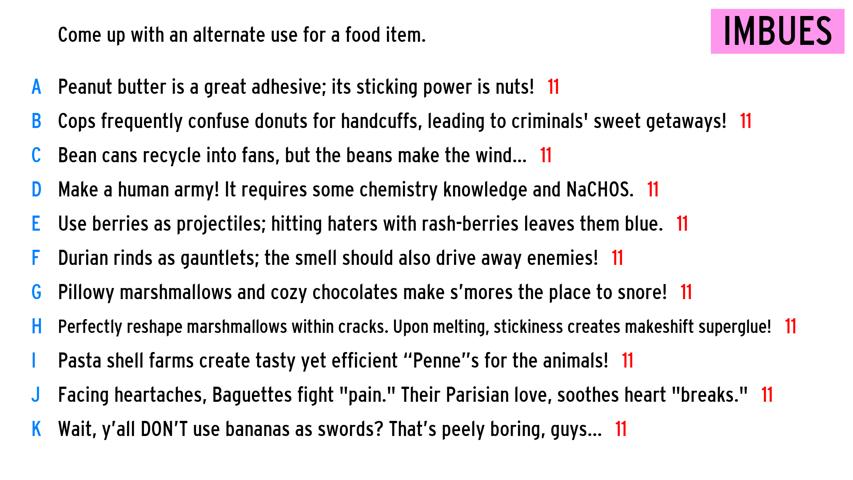 Come up with an alternate use for a food item.
IMBUES
A Peanut butter is a great adhesive; its sticking power is nuts! 11
B Cops frequently confuse donuts for handcuffs, leading to criminals' sweet getaways! 11
C Bean cans recycle into fans, but the beans make the wind... 11
D Make a human army! It requires some chemistry knowledge and NaCHOS. 11
E Use berries as projectiles; hitting haters with rash-berries leaves them blue. 11
F Durian rinds as gauntlets; the smell should also drive away enemies! 11
G Pillowy marshmallows and cozy chocolates make s’mores the place to snore! 11
H Perfectly reshape marshmallows within cracks. Upon melting, stickiness creates makeshift superglue! 11
I Pasta shell farms create tasty yet efficient “Penne”s for the animals! 11
J Facing heartaches, Baguettes fight "pain." Their Parisian love, soothes heart "breaks." 11
K Wait, y’all DON’T use bananas as swords? That’s peely boring, guys... 11